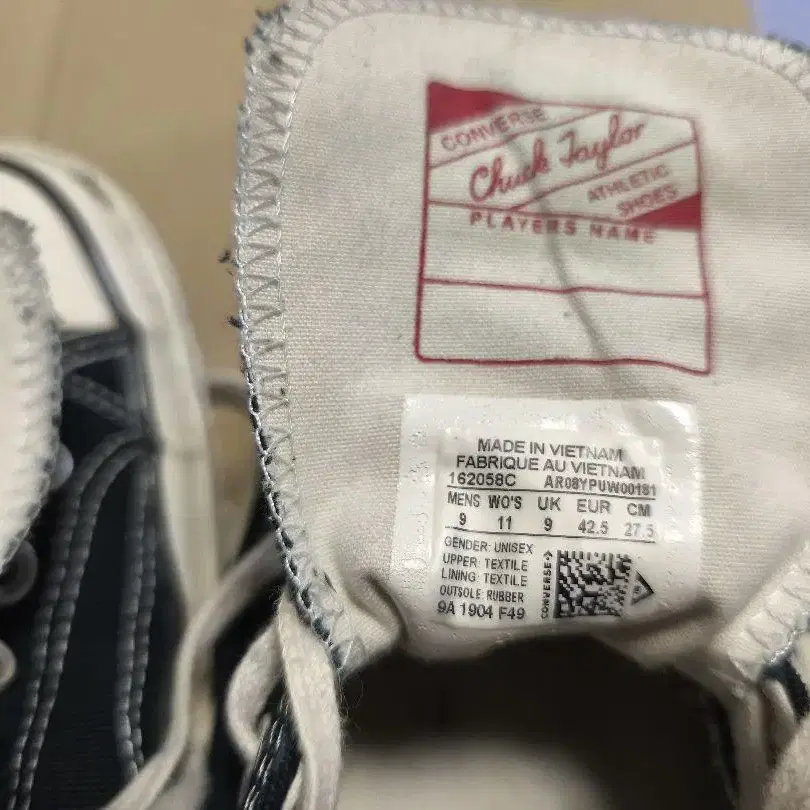 CONVERSE
Chuck Taylor
ATHLETIC
SHOES
PLAYERS NAME
MADE IN VIETNAM
FABRIQUE AU VIETNAM
162058C AR08YPUW00181
MENS WO'S UK EUR CM
9 11 9 42.5 27.5
GENDER: UNISEX
UPPER: TEXTILE
LINING: TEXTILE
OUTSOLE: RUBBER
9A 1904 F49
CONVERSE